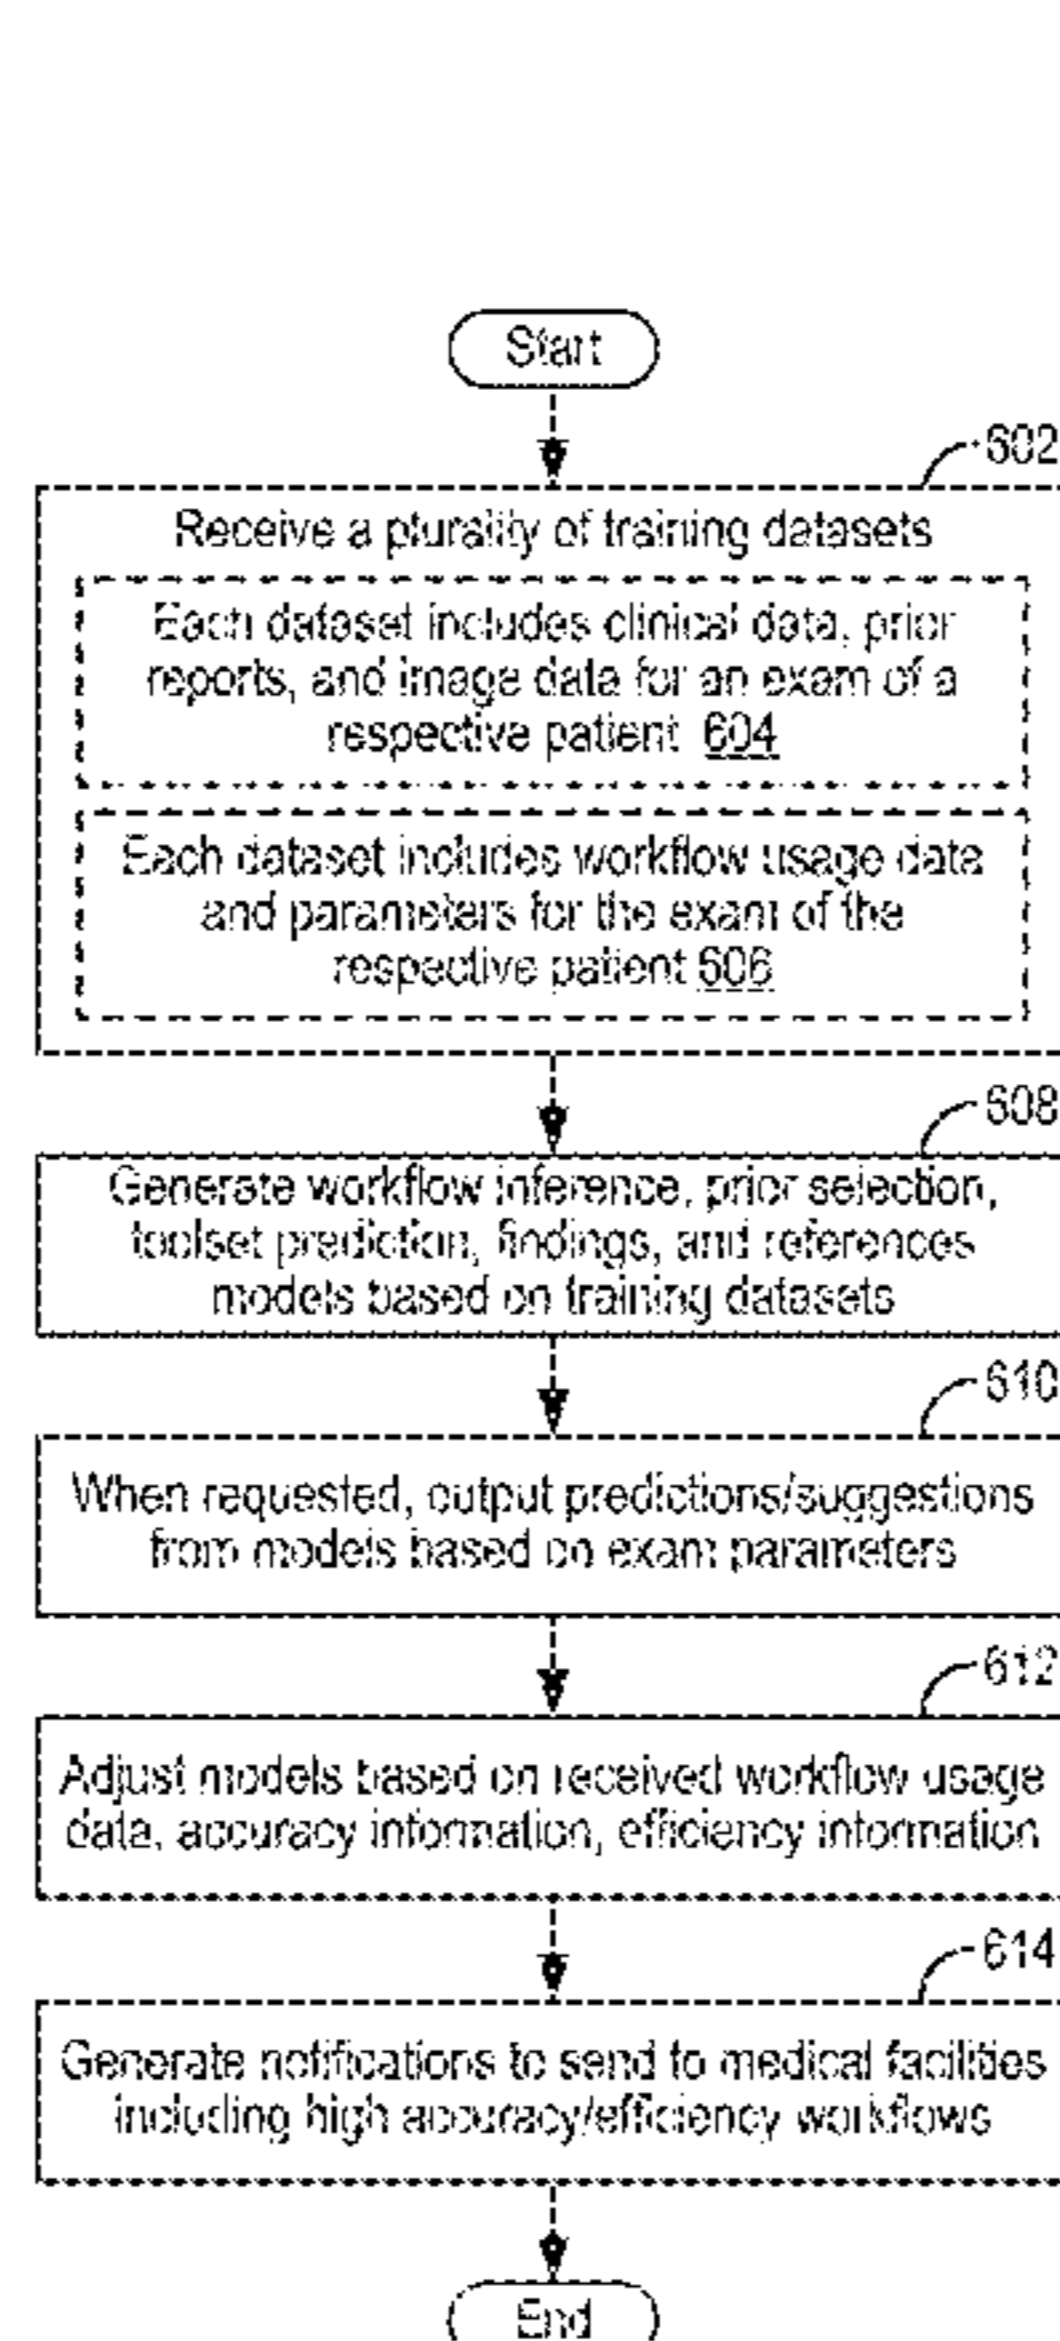 Start
602
Receive a plurality of training datasets
Each dataset includes clinical data, prior
reports, and image data for an exam of a
respective patient 604
Each dataset includes workflow usage data
and parameters for the exam of the
respective patient 606
608
Generate workflow inference, prior selection,
toolset prediction, findings, and references
models based on training datasets
610
When requested, output predictions/suggestions
from models based on exam parameters
612
Adjust models based on received workflow usage
data, accuracy information, efficiency information
614
Generate notifications to send to medical facilities
including high accuracy/efficiency workflows
End